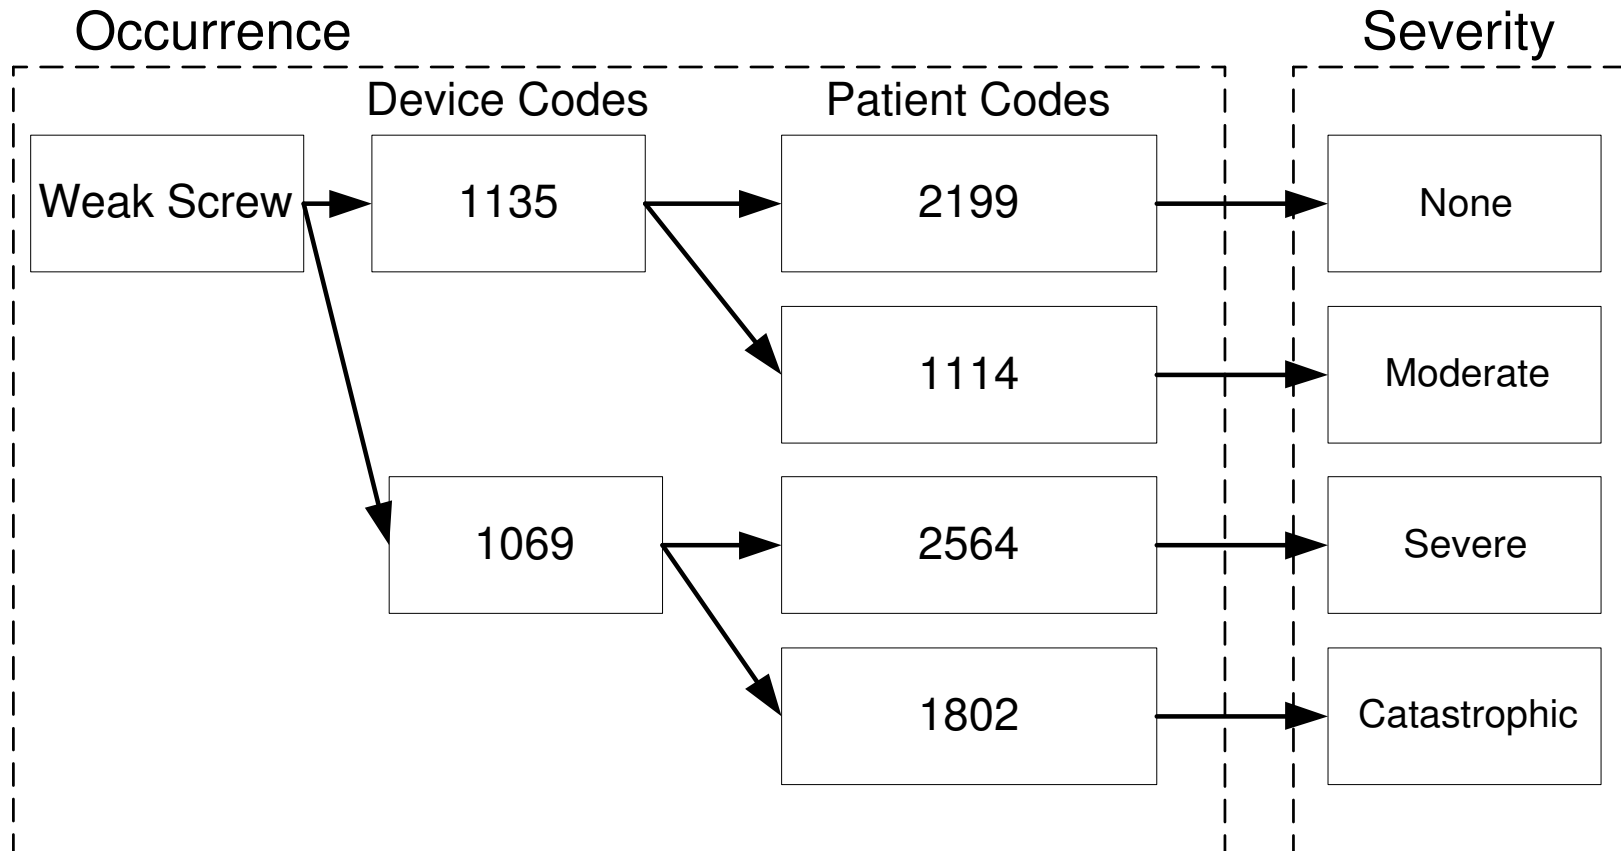 Occurrence
Severity
Device Codes
Patient Codes
Weak Screw
1135
2199
None
1114
Moderate
1069
2564
Severe
1802
Catastrophic